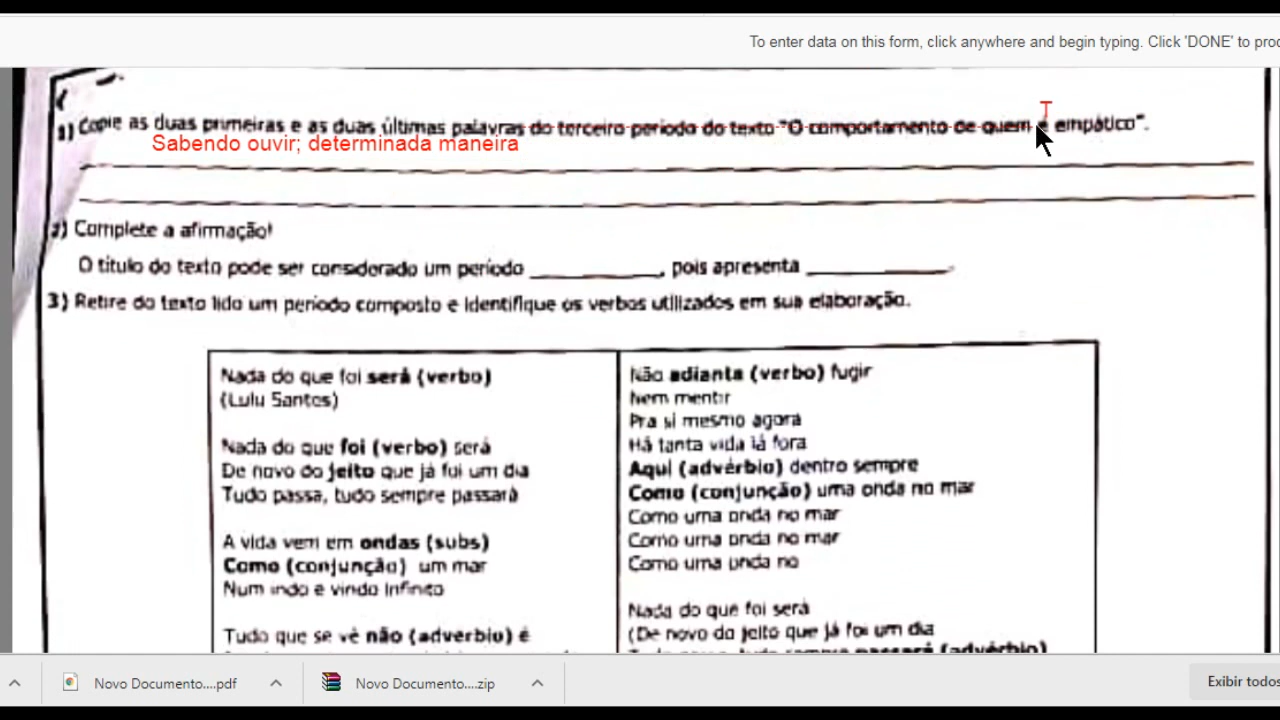 To enter data on this form, click anywhere and begin typing. Click 'DONE' to proc
T
1) Copie as duas primeiras e as duas últimas palavras do terceiro período do texto "O comportamento de quem é empático".
Sabendo ouvir; determinada maneira
2) Complete a afirmação!
O título do texto pode ser considerado um período __________, pois apresenta __________.
3) Retire do texto lido um período composto e identifique os verbos utilizados em sua elaboração.
Nada do que foi será (verbo)
(Lulu Santos)
Nada do que foi (verbo) será
De novo do jeito que já foi um dia
Tudo passa, tudo sempre passará
A vida vem em ondas (subs)
Como (conjunção) um mar
Num indo e vindo infinito
Tudo que se vê não (advérbio) é
Não adianta (verbo) fugir
Nem mentir
Pra si mesmo agora
Há tanta vida lá fora
Aqui (advérbio) dentro sempre
Como (conjunção) uma onda no mar
Como uma onda no mar
Como uma onda no mar
Como uma onda no
Nada do que foi será
(De novo do jeito que já foi um dia
passará (advérbio)
Novo Documento....pdf
Novo Documento....zip
Exibir todos